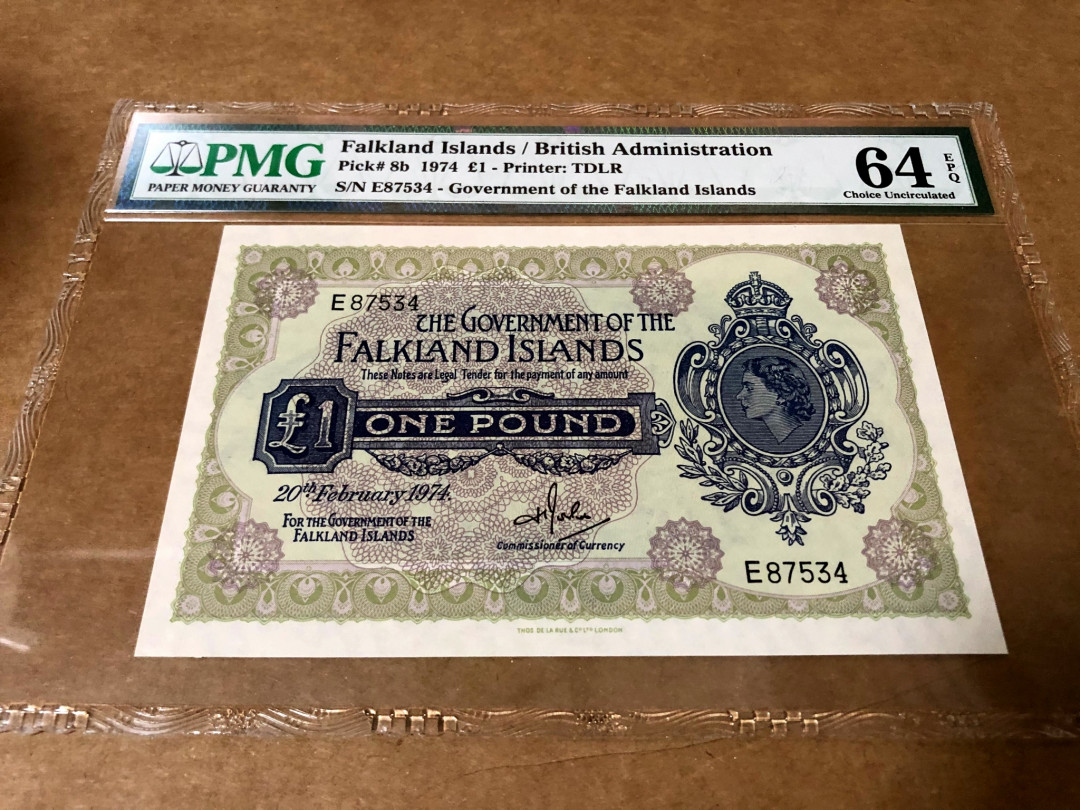 PMG
PAPER MONEY GUARANTY
Falkland Islands / British Administration
Pick# 8b 1974 £1 - Printer: TDLR
S/N E87534 - Government of the Falkland Islands
64 EPQ
Choice Uncirculated
E87534
THE GOVERNMENT OF THE
FALKLAND ISLANDS
These Notes are Legal Tender for the payment of any amount
£1 ONE POUND
20th February 1974.
FOR THE GOVERNMENT OF THE
FALKLAND ISLANDS
Commissioner of Currency
E87534
THOS. DE LA RUE & CO. LTD. LONDON.